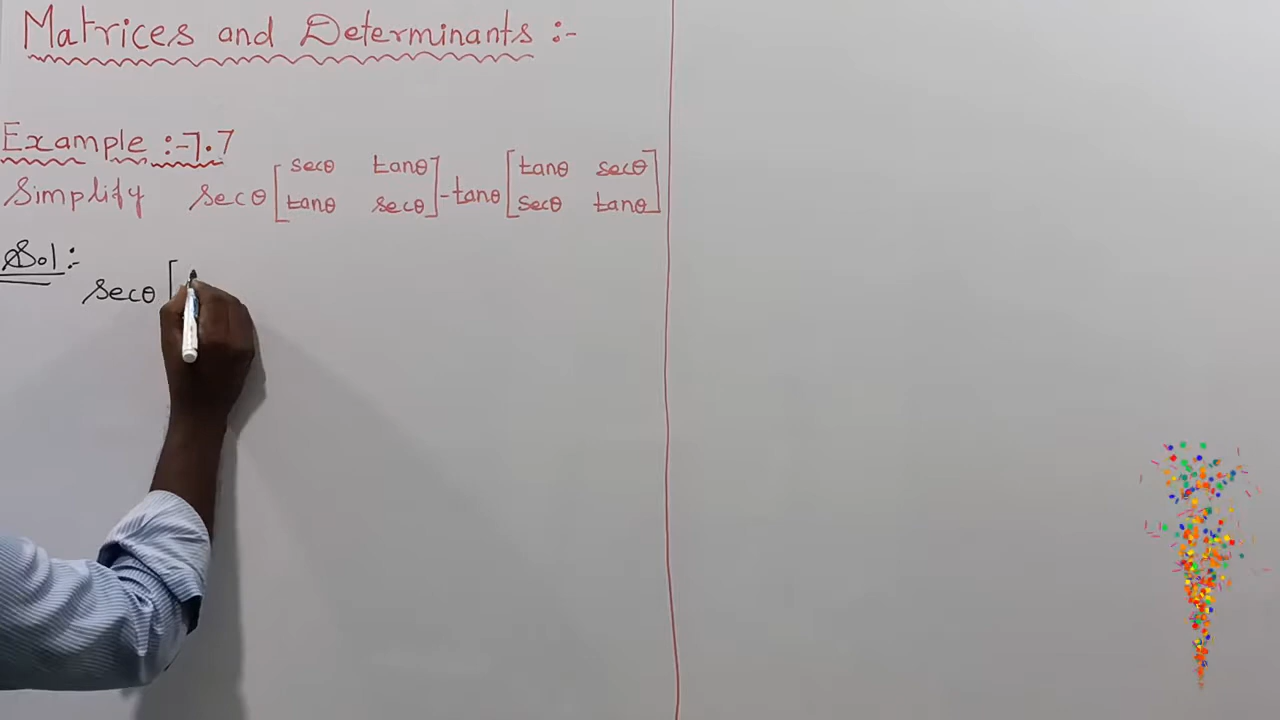 Matrices and Determinants :-
Example :-7.7
Simplify secθ [secθ tanθ
tanθ secθ] -tanθ [tanθ secθ
secθ tanθ]
Sol :-
secθ [